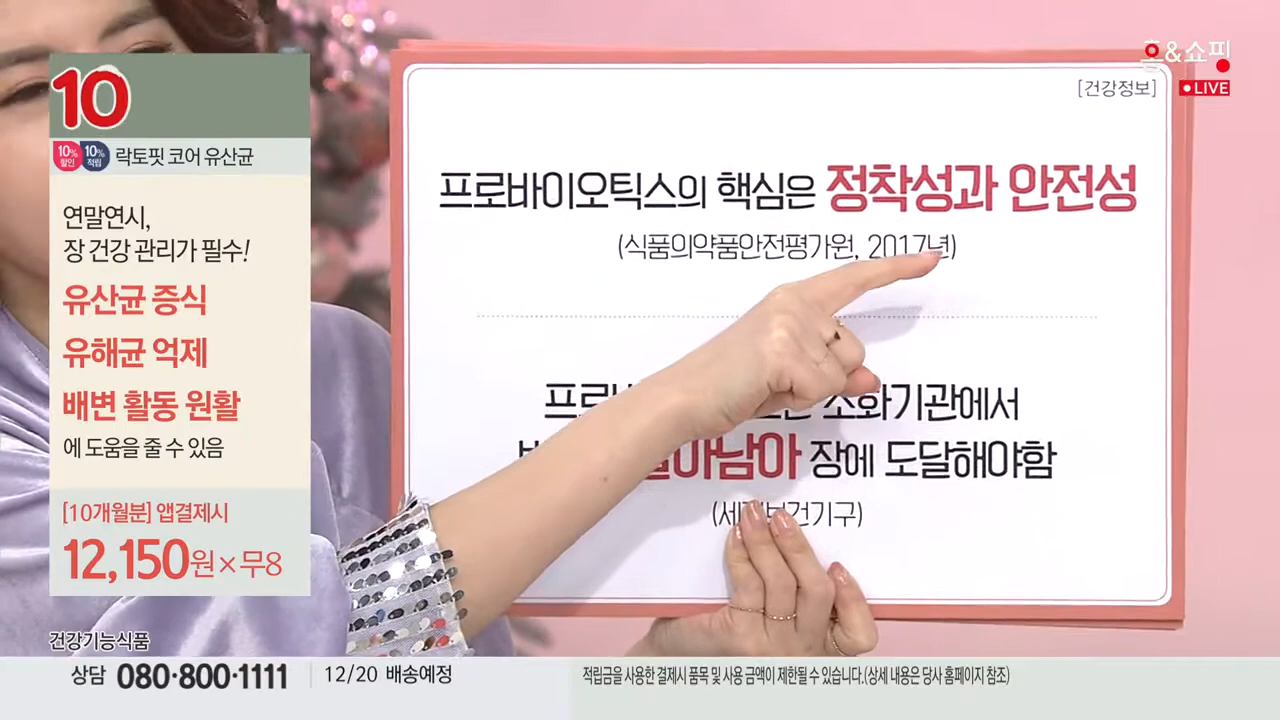 10
10% 할인 10% 적립 락토핏 코어 유산균
연말연시,
장 건강 관리가 필수!
유산균 증식
유해균 억제
배변 활동 원활
에 도움을 줄 수 있음
[10개월분] 앱결제시
12,150원×무8
건강기능식품
상담 080·800·1111 12/20 배송예정
적립금을 사용한 결제시 품목 및 사용 금액이 제한될 수 있습니다.(상세 내용은 당사 홈페이지 참조)
홈&쇼핑
LIVE
[건강정보]
프로바이오틱스의 핵심은 정착성과 안전성
(식품의약품안전평가원, 2017년)
소화기관에서
장에 도달해야함